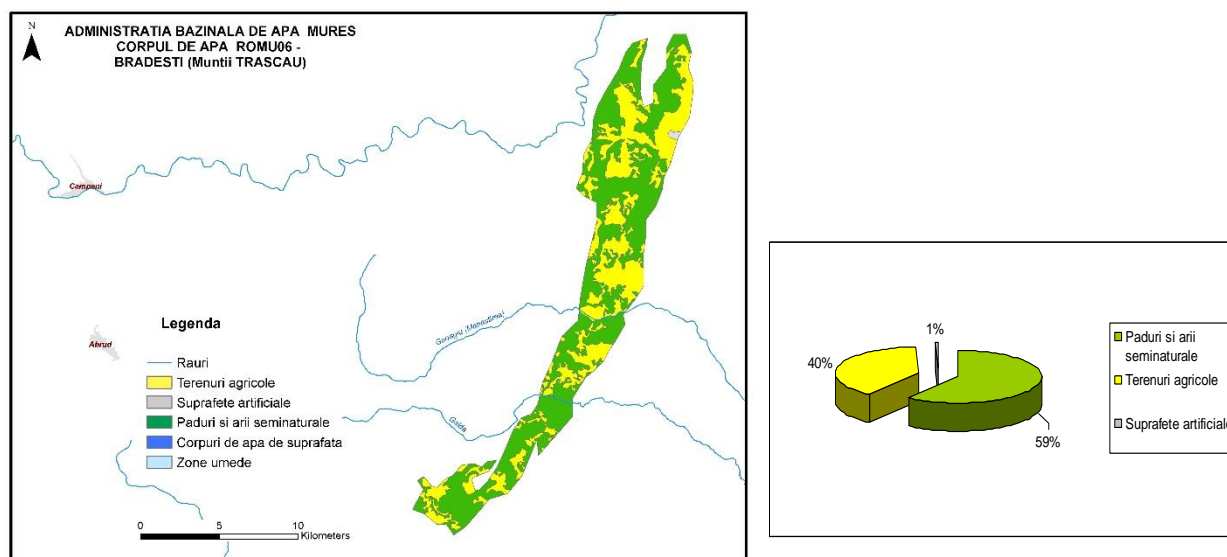 N
ADMINISTRATIA BAZINALA DE APA MURES
CORPUL DE APA ROMU06 -
BRADESTI (Muntii TRASCAU)
Campeni
Abrud
Galda
Legenda
Rauri
Terenuri agricole
Suprafete artificiale
Paduri si arii seminaturale
Corpuri de apa de suprafata
Zone umede
0 5 10
Kilometers
40%
1%
59%
Paduri si arii
seminaturale
Terenuri agricole
Suprafete artificiale